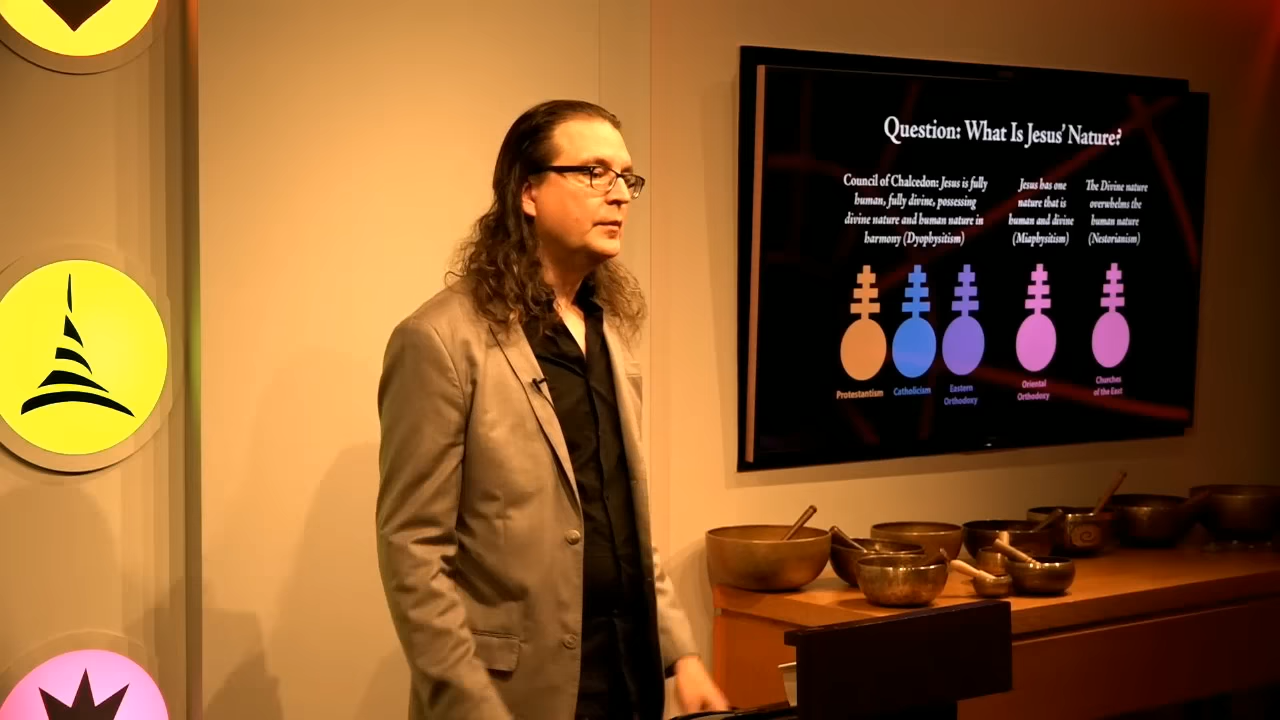 Question: What Is Jesus' Nature?
Council of Chalcedon: Jesus is fully
human, fully divine, possessing
divine nature and human nature in
harmony (Dyophysitism)
Jesus has one
nature that is
human and divine
(Miaphysitism)
The Divine nature
overwhelms the
human nature
(Nestorianism)
Protestantism
Catholicism
Eastern
Orthodoxy
Oriental
Orthodoxy
Churches
of the East